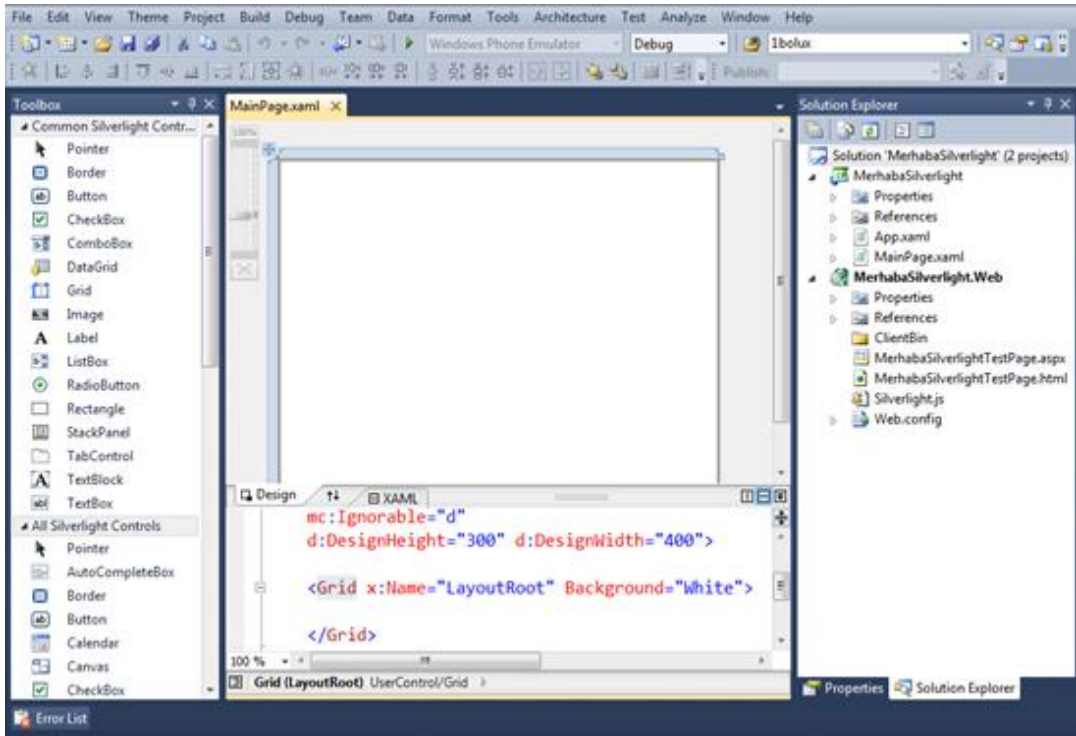 File Edit View Theme Project Build Debug Team Data Format Tools Architecture Test Analyze Window Help
Windows Phone Emulator Debug 1bolux
Publish:
Toolbox
Common Silverlight Contr...
Pointer
Border
Button
CheckBox
ComboBox
DataGrid
Grid
Image
Label
ListBox
RadioButton
Rectangle
StackPanel
TabControl
TextBlock
TextBox
All Silverlight Controls
Pointer
AutoCompleteBox
Border
Button
Calendar
Canvas
CheckBox
MainPage.xaml
100%
Design XAML
mc:Ignorable="d"
d:DesignHeight="300" d:DesignWidth="400">
<Grid x:Name="LayoutRoot" Background="White">
</Grid>
100 %
Grid (LayoutRoot) UserControl/Grid
Solution Explorer
Solution 'MerhabaSilverlight' (2 projects)
MerhabaSilverlight
Properties
References
App.xaml
MainPage.xaml
MerhabaSilverlight.Web
Properties
References
ClientBin
MerhabaSilverlightTestPage.aspx
MerhabaSilverlightTestPage.html
Silverlight.js
Web.config
Properties Solution Explorer
Error List